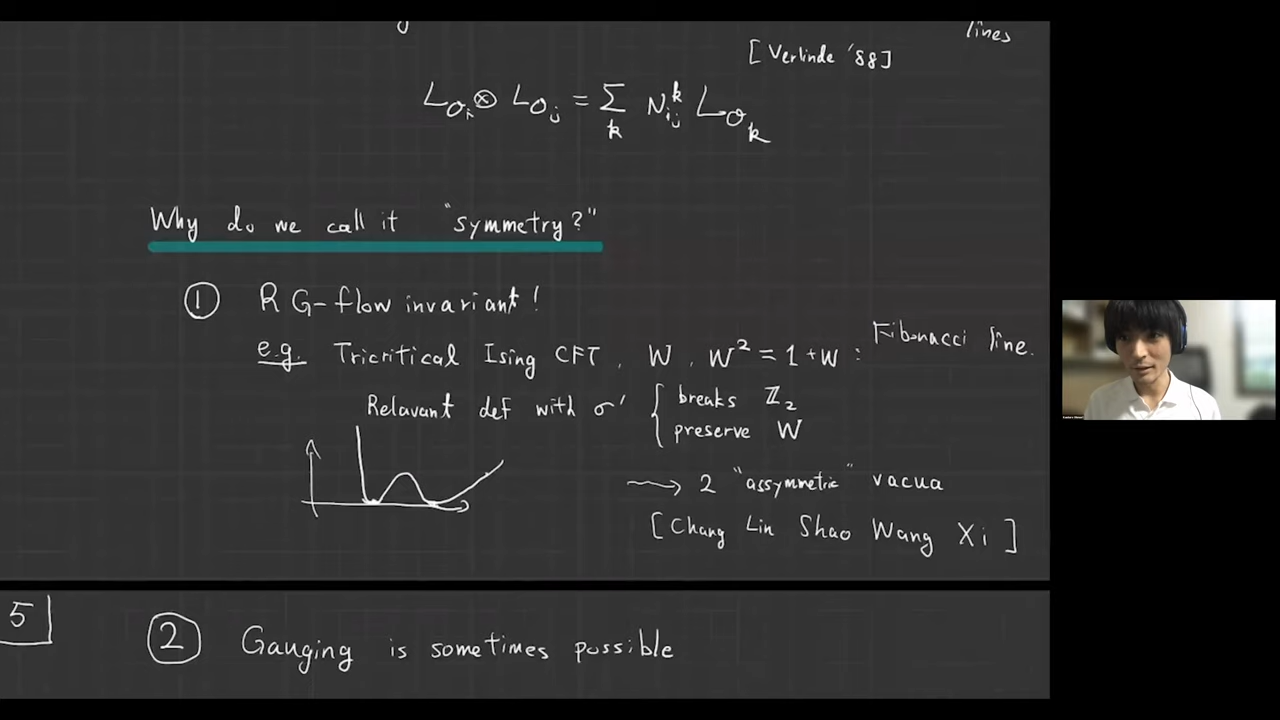 lines
[Verlinde '88]
L_{O_i} ⊗ L_{O_j} = Σ_k N_{ij}^k L_{O_k}
Why do we call it "symmetry?"
① RG-flow invariant!
e.g. Tricritical Ising CFT, W, W² = 1+W : Fibonacci line.
Relavant def with σ' { breaks ℤ₂
preserve W
⟶ 2 "assymmetric" vacua
[Chang Lin Shao Wang Xi]
5
② Gauging is sometimes possible